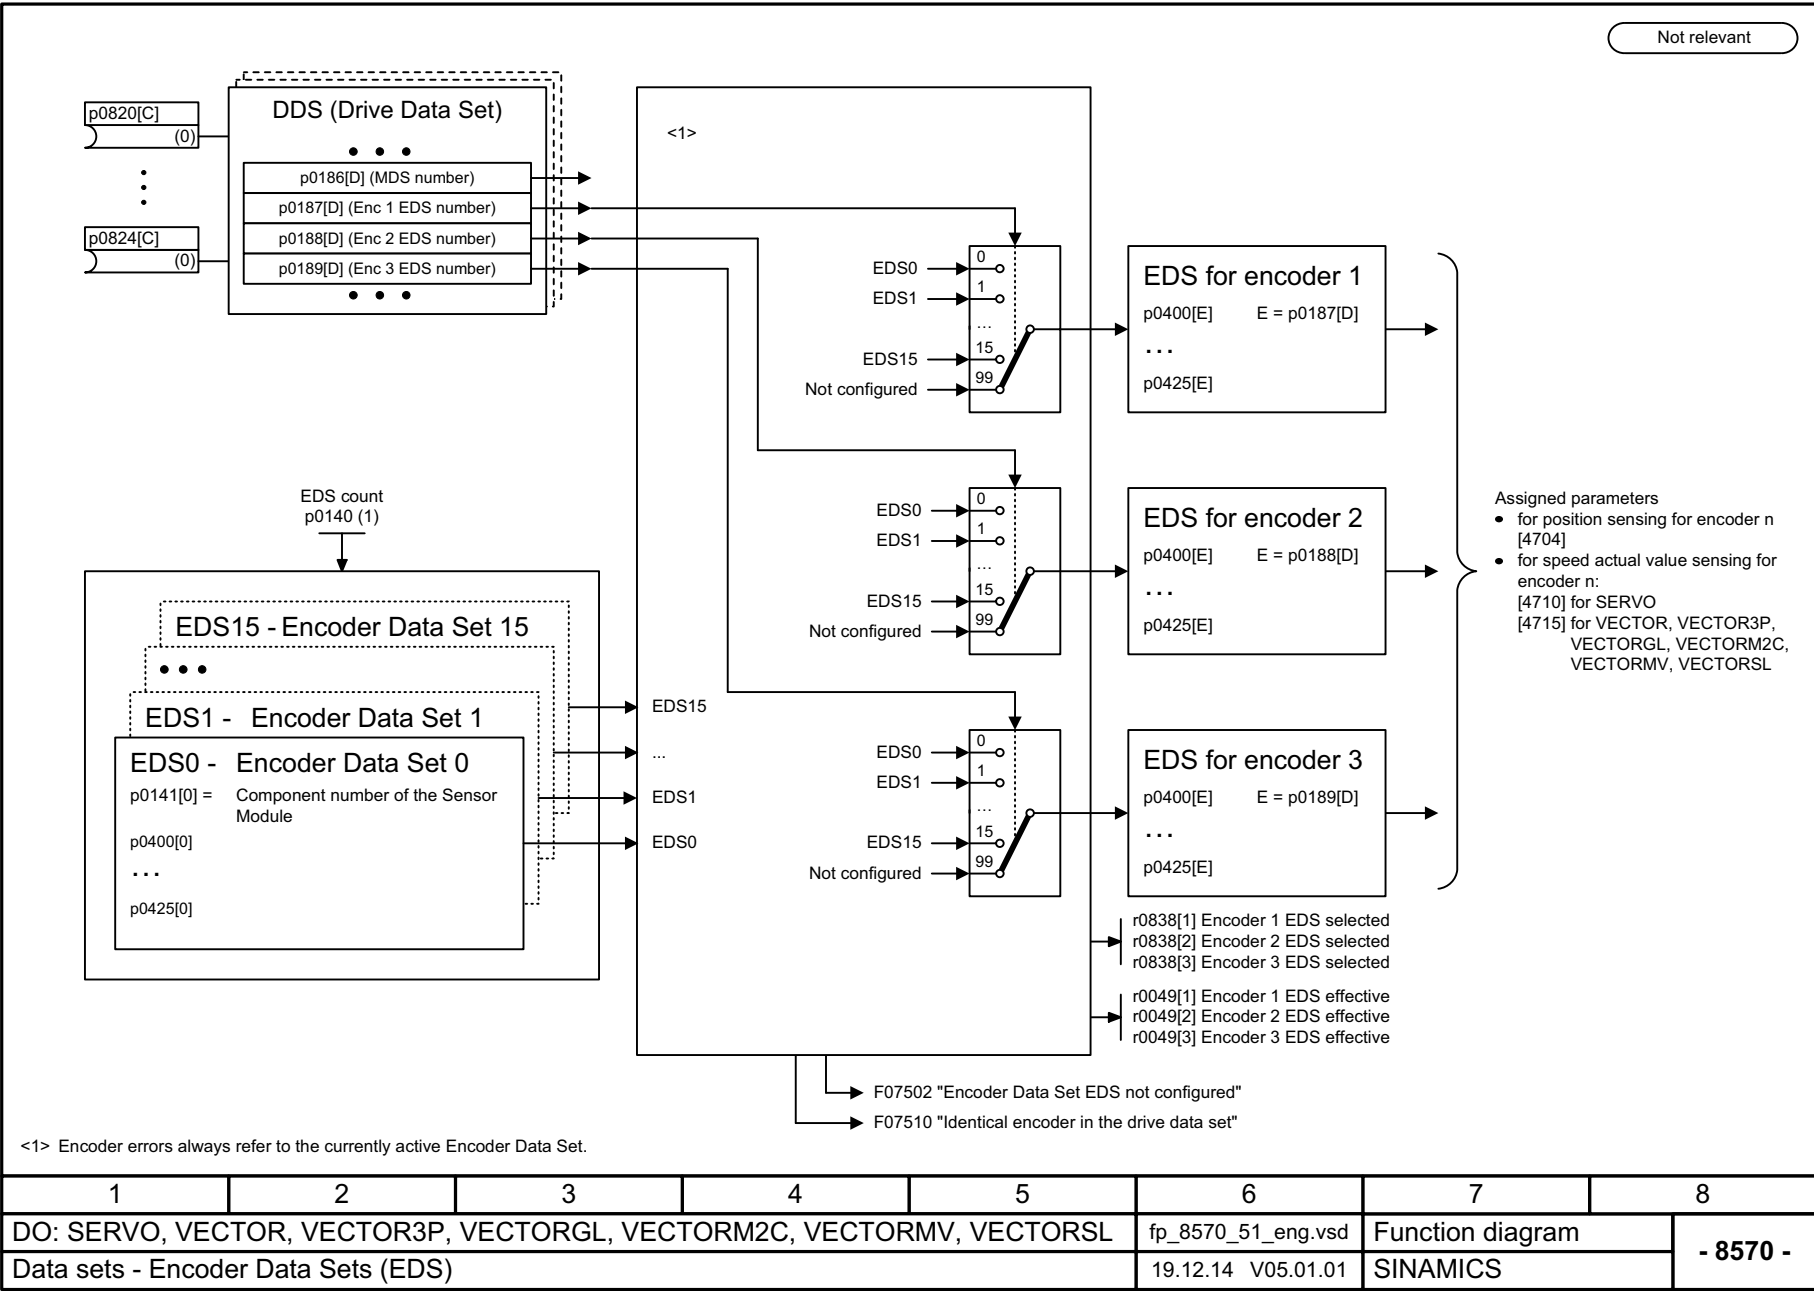 Not relevant
p0820[C]
(0)
p0824[C]
(0)
DDS (Drive Data Set)
p0186[D] (MDS number)
p0187[D] (Enc 1 EDS number)
p0188[D] (Enc 2 EDS number)
p0189[D] (Enc 3 EDS number)
<1>
EDS0
EDS1
EDS15
Not configured
0
1
...
15
99
EDS for encoder 1
p0400[E] E = p0187[D]
...
p0425[E]
EDS0
EDS1
EDS15
Not configured
0
1
...
15
99
EDS for encoder 2
p0400[E] E = p0188[D]
...
p0425[E]
EDS0
EDS1
EDS15
Not configured
0
1
...
15
99
EDS for encoder 3
p0400[E] E = p0189[D]
...
p0425[E]
Assigned parameters
• for position sensing for encoder n
[4704]
• for speed actual value sensing for
encoder n:
[4710] for SERVO
[4715] for VECTOR, VECTOR3P,
VECTORGL, VECTORM2C,
VECTORMV, VECTORSL
EDS count
p0140 (1)
EDS15 - Encoder Data Set 15
EDS1 - Encoder Data Set 1
EDS0 - Encoder Data Set 0
p0141[0] = Component number of the Sensor
Module
p0400[0]
...
p0425[0]
EDS15
...
EDS1
EDS0
r0838[1] Encoder 1 EDS selected
r0838[2] Encoder 2 EDS selected
r0838[3] Encoder 3 EDS selected
r0049[1] Encoder 1 EDS effective
r0049[2] Encoder 2 EDS effective
r0049[3] Encoder 3 EDS effective
F07502 "Encoder Data Set EDS not configured"
F07510 "Identical encoder in the drive data set"
<1> Encoder errors always refer to the currently active Encoder Data Set.
1 2 3 4 5 6 7 8
DO: SERVO, VECTOR, VECTOR3P, VECTORGL, VECTORM2C, VECTORMV, VECTORSL
fp_8570_51_eng.vsd
Function diagram
- 8570 -
Data sets - Encoder Data Sets (EDS)
19.12.14 V05.01.01
SINAMICS